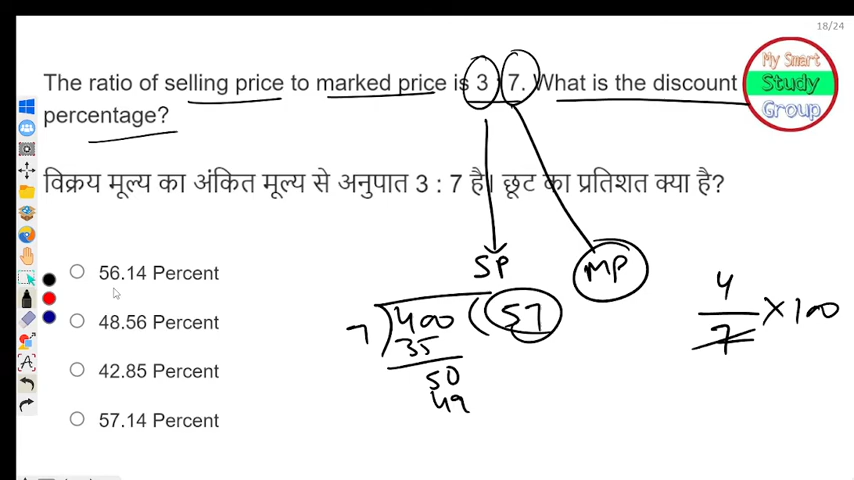 18/24
The ratio of selling price to marked price is 3 : 7. What is the discount
percentage?
My Smart
Study
Group
विक्रय मूल्य का अंकित मूल्य से अनुपात 3 : 7 है। छूट का प्रतिशत क्या है?
SP
MP
56.14 Percent
48.56 Percent
42.85 Percent
57.14 Percent
7) 400 ( 57
35
50
49
4
7 × 100